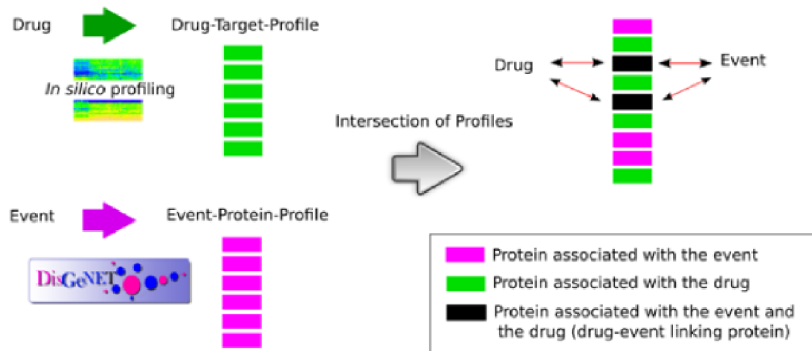 Drug
Drug-Target-Profile
In silico profiling
Event
Event-Protein-Profile
DisGeNET
Intersection of Profiles
Drug
Event
Protein associated with the event
Protein associated with the drug
Protein associated with the event and
the drug (drug-event linking protein)